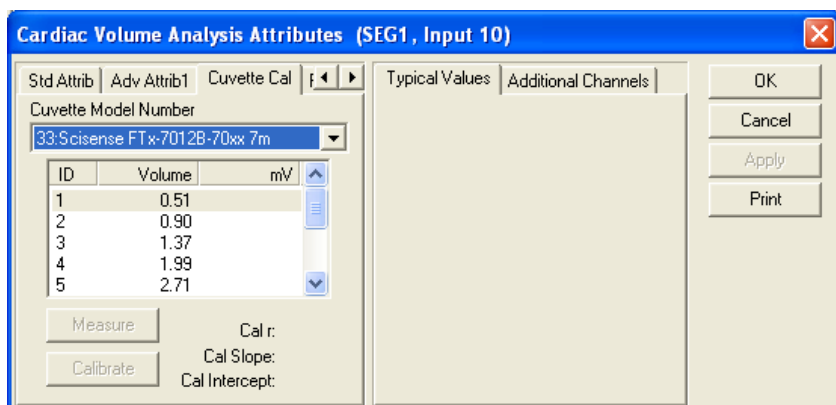 Cardiac Volume Analysis Attributes (SEG1, Input 10)
Std Attrib Adv Attrib1 Cuvette Cal
Cuvette Model Number
33:Scisense FTx-7012B-70xx 7m
ID Volume mV
1 0.51
2 0.90
3 1.37
4 1.99
5 2.71
Measure
Calibrate
Cal r:
Cal Slope:
Cal Intercept:
Typical Values Additional Channels
OK
Cancel
Apply
Print